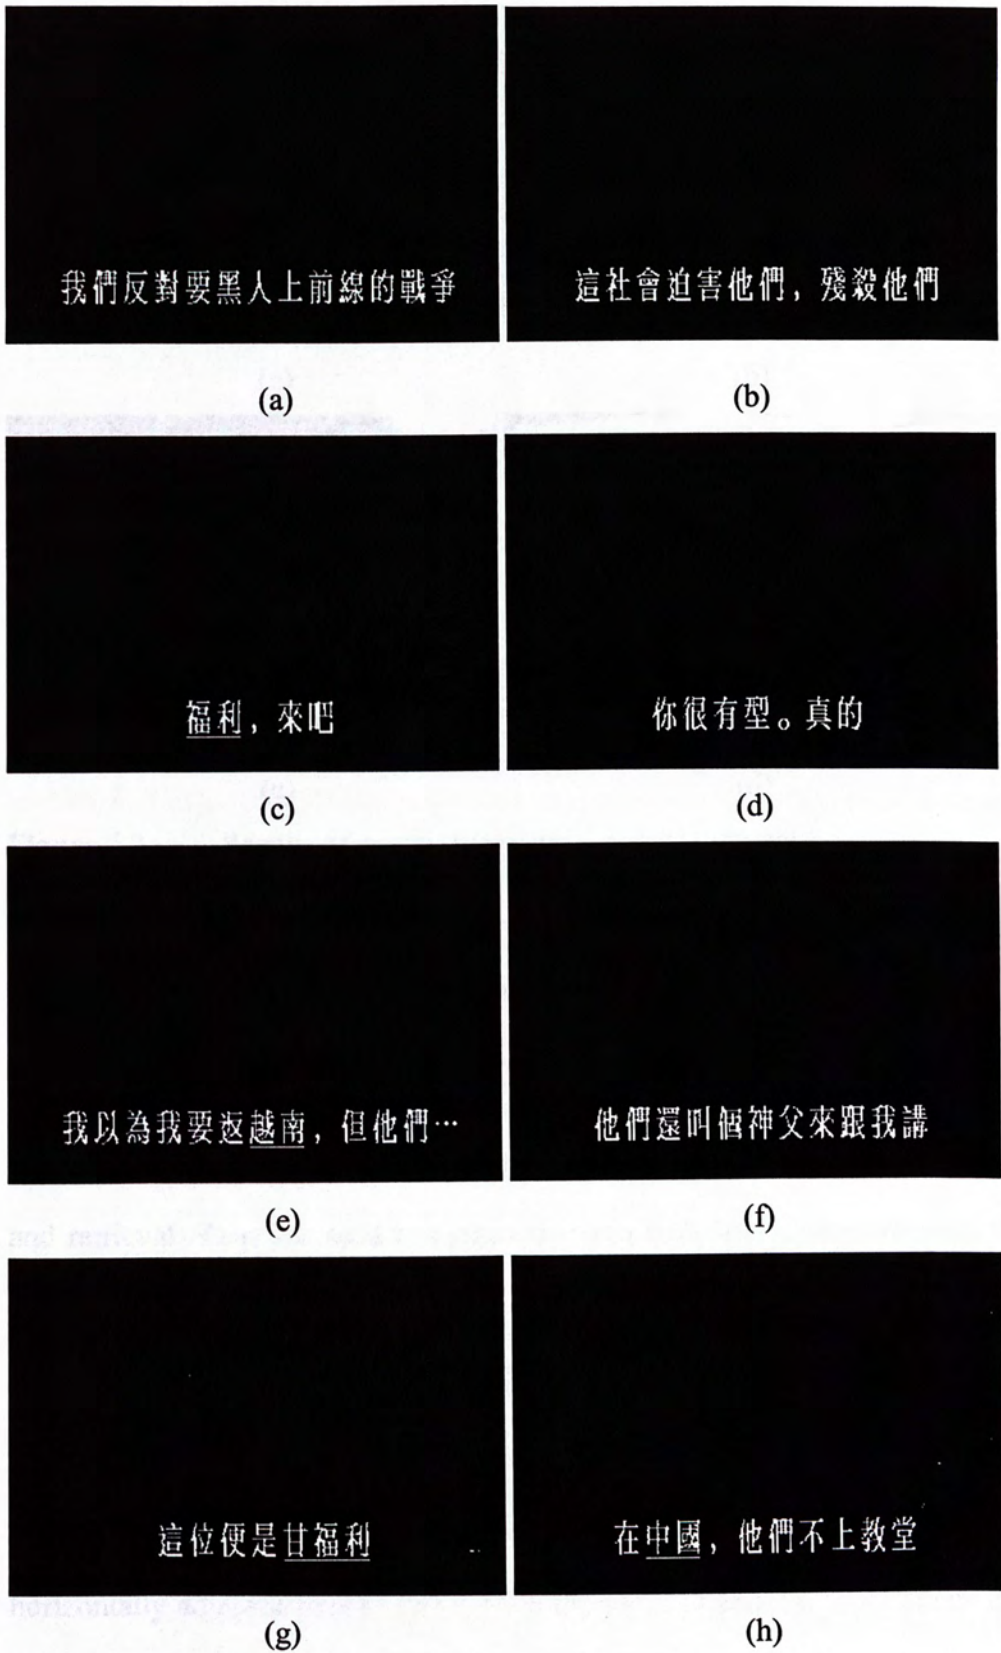 我們反對要黑人上前線的戰爭
這社會迫害他們，殘殺他們
(a)
(b)
福利，來吧
你很有型。真的
(c)
(d)
我以為我要返越南，但他們…
他們還叫個神父來跟我講
(e)
(f)
and
這位便是甘福利
在中國，他們不上教堂
horizontally
(g)
(h)